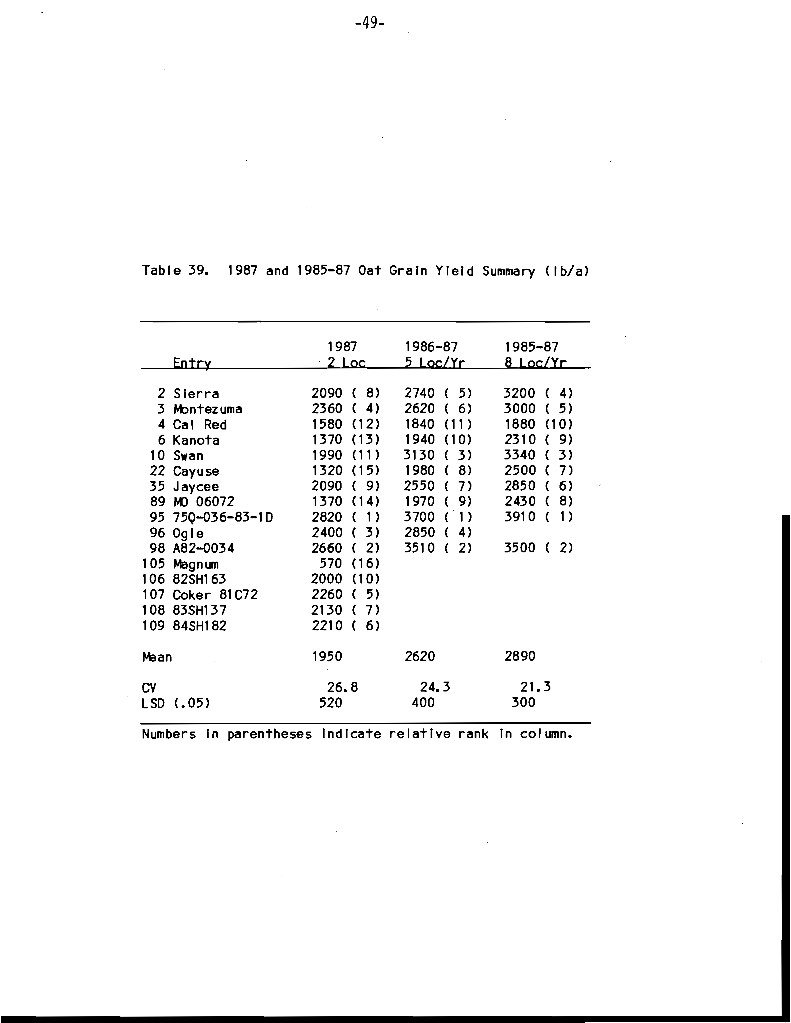 -49-
Table 39. 1987 and 1985-87 Oat Grain Yield Summary (lb/a)
1987 1986-87 1985-87
Entry 2 Loc 5 Loc/Yr 8 Loc/Yr
2 Sierra 2090 ( 8) 2740 ( 5) 3200 ( 4)
3 Montezuma 2360 ( 4) 2620 ( 6) 3000 ( 5)
4 Cal Red 1580 (12) 1840 (11) 1880 (10)
6 Kanota 1370 (13) 1940 (10) 2310 ( 9)
10 Swan 1990 (11) 3130 ( 3) 3340 ( 3)
22 Cayuse 1320 (15) 1980 ( 8) 2500 ( 7)
35 Jaycee 2090 ( 9) 2550 ( 7) 2850 ( 6)
89 MO 06072 1370 (14) 1970 ( 9) 2430 ( 8)
95 75Q-036-83-1D 2820 ( 1) 3700 ( 1) 3910 ( 1)
96 Ogle 2400 ( 3) 2850 ( 4)
98 A82-0034 2660 ( 2) 3510 ( 2) 3500 ( 2)
105 Magnum 570 (16)
106 82SH163 2000 (10)
107 Coker 81C72 2260 ( 5)
108 83SH137 2130 ( 7)
109 84SH182 2210 ( 6)
Mean 1950 2620 2890
CV 26.8 24.3 21.3
LSD (.05) 520 400 300
Numbers in parentheses indicate relative rank in column.